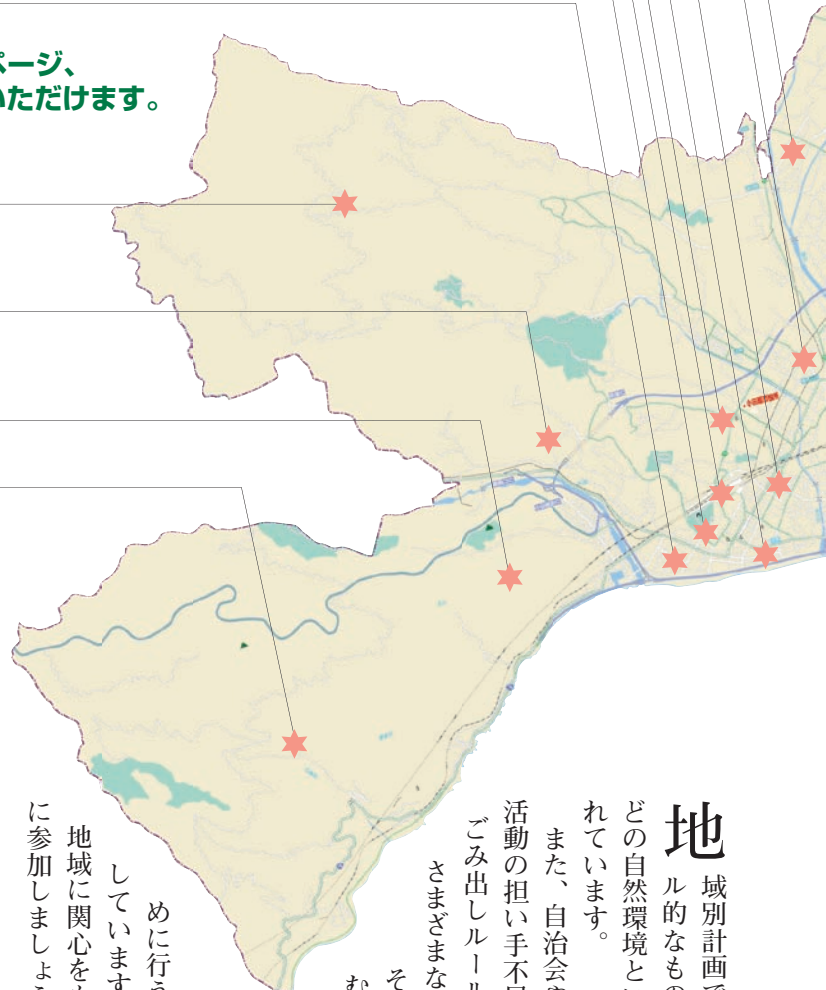 ページ、
いただけます。
地
域別計画で
ル的なもの
どの自然環境と
れています。
また、自治会
活動の担い手不足
ごみ出しルール
さまざまな
そ
む
めに行う
しています
地域に関心を
に参加しましょう